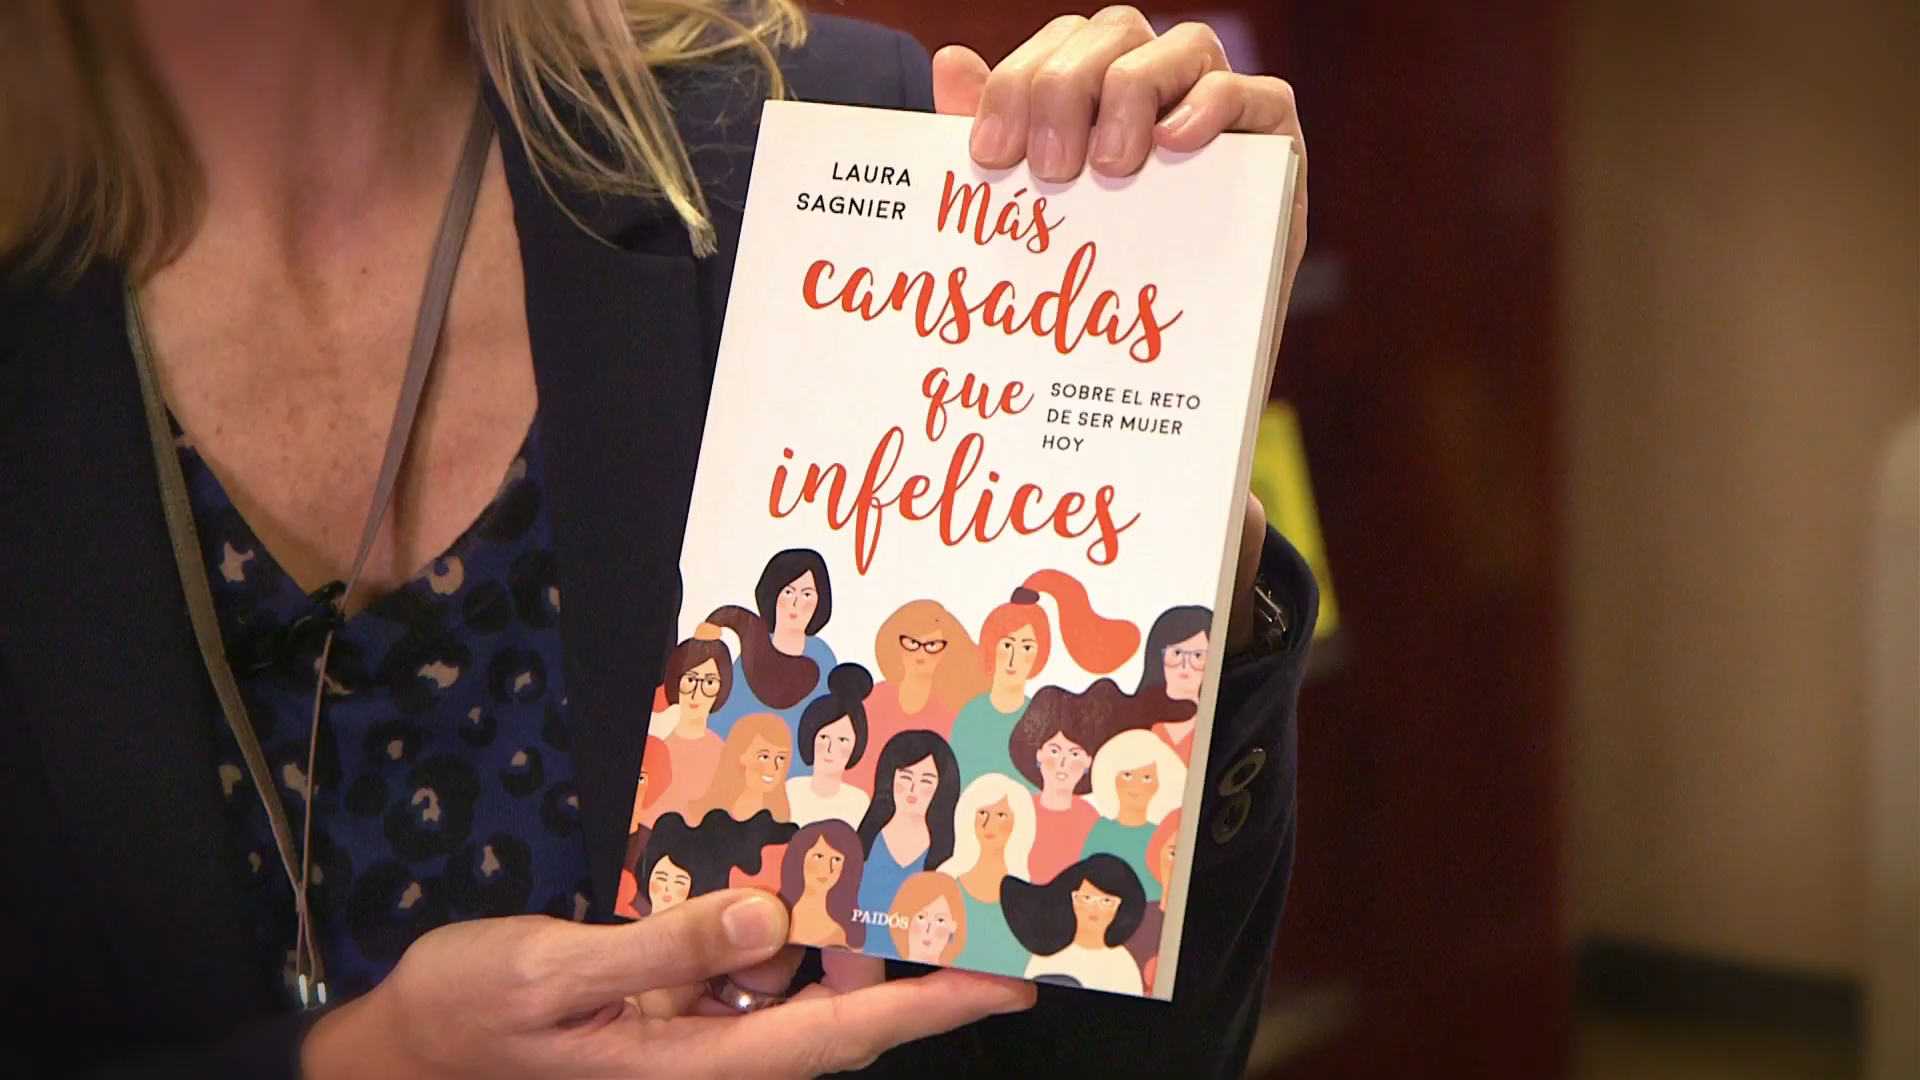 LAURA
SAGNIER
Más
cansadas
que
infelices
SOBRE EL RETO
DE SER MUJER
HOY
PAIDÓS